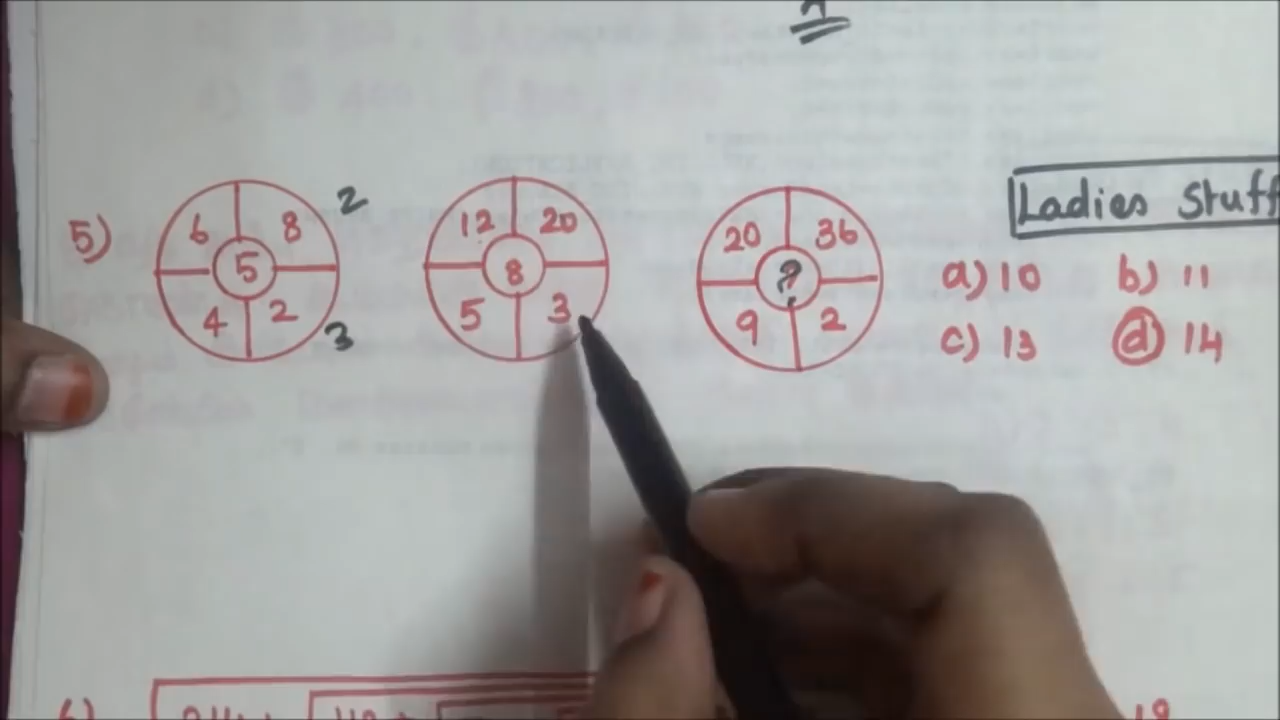 5)
6 8 2
5
4 2 3
12 20
8
5 3
20 36
?
9 2
Ladies Stuff
a) 10 b) 11
c) 13 d) 14